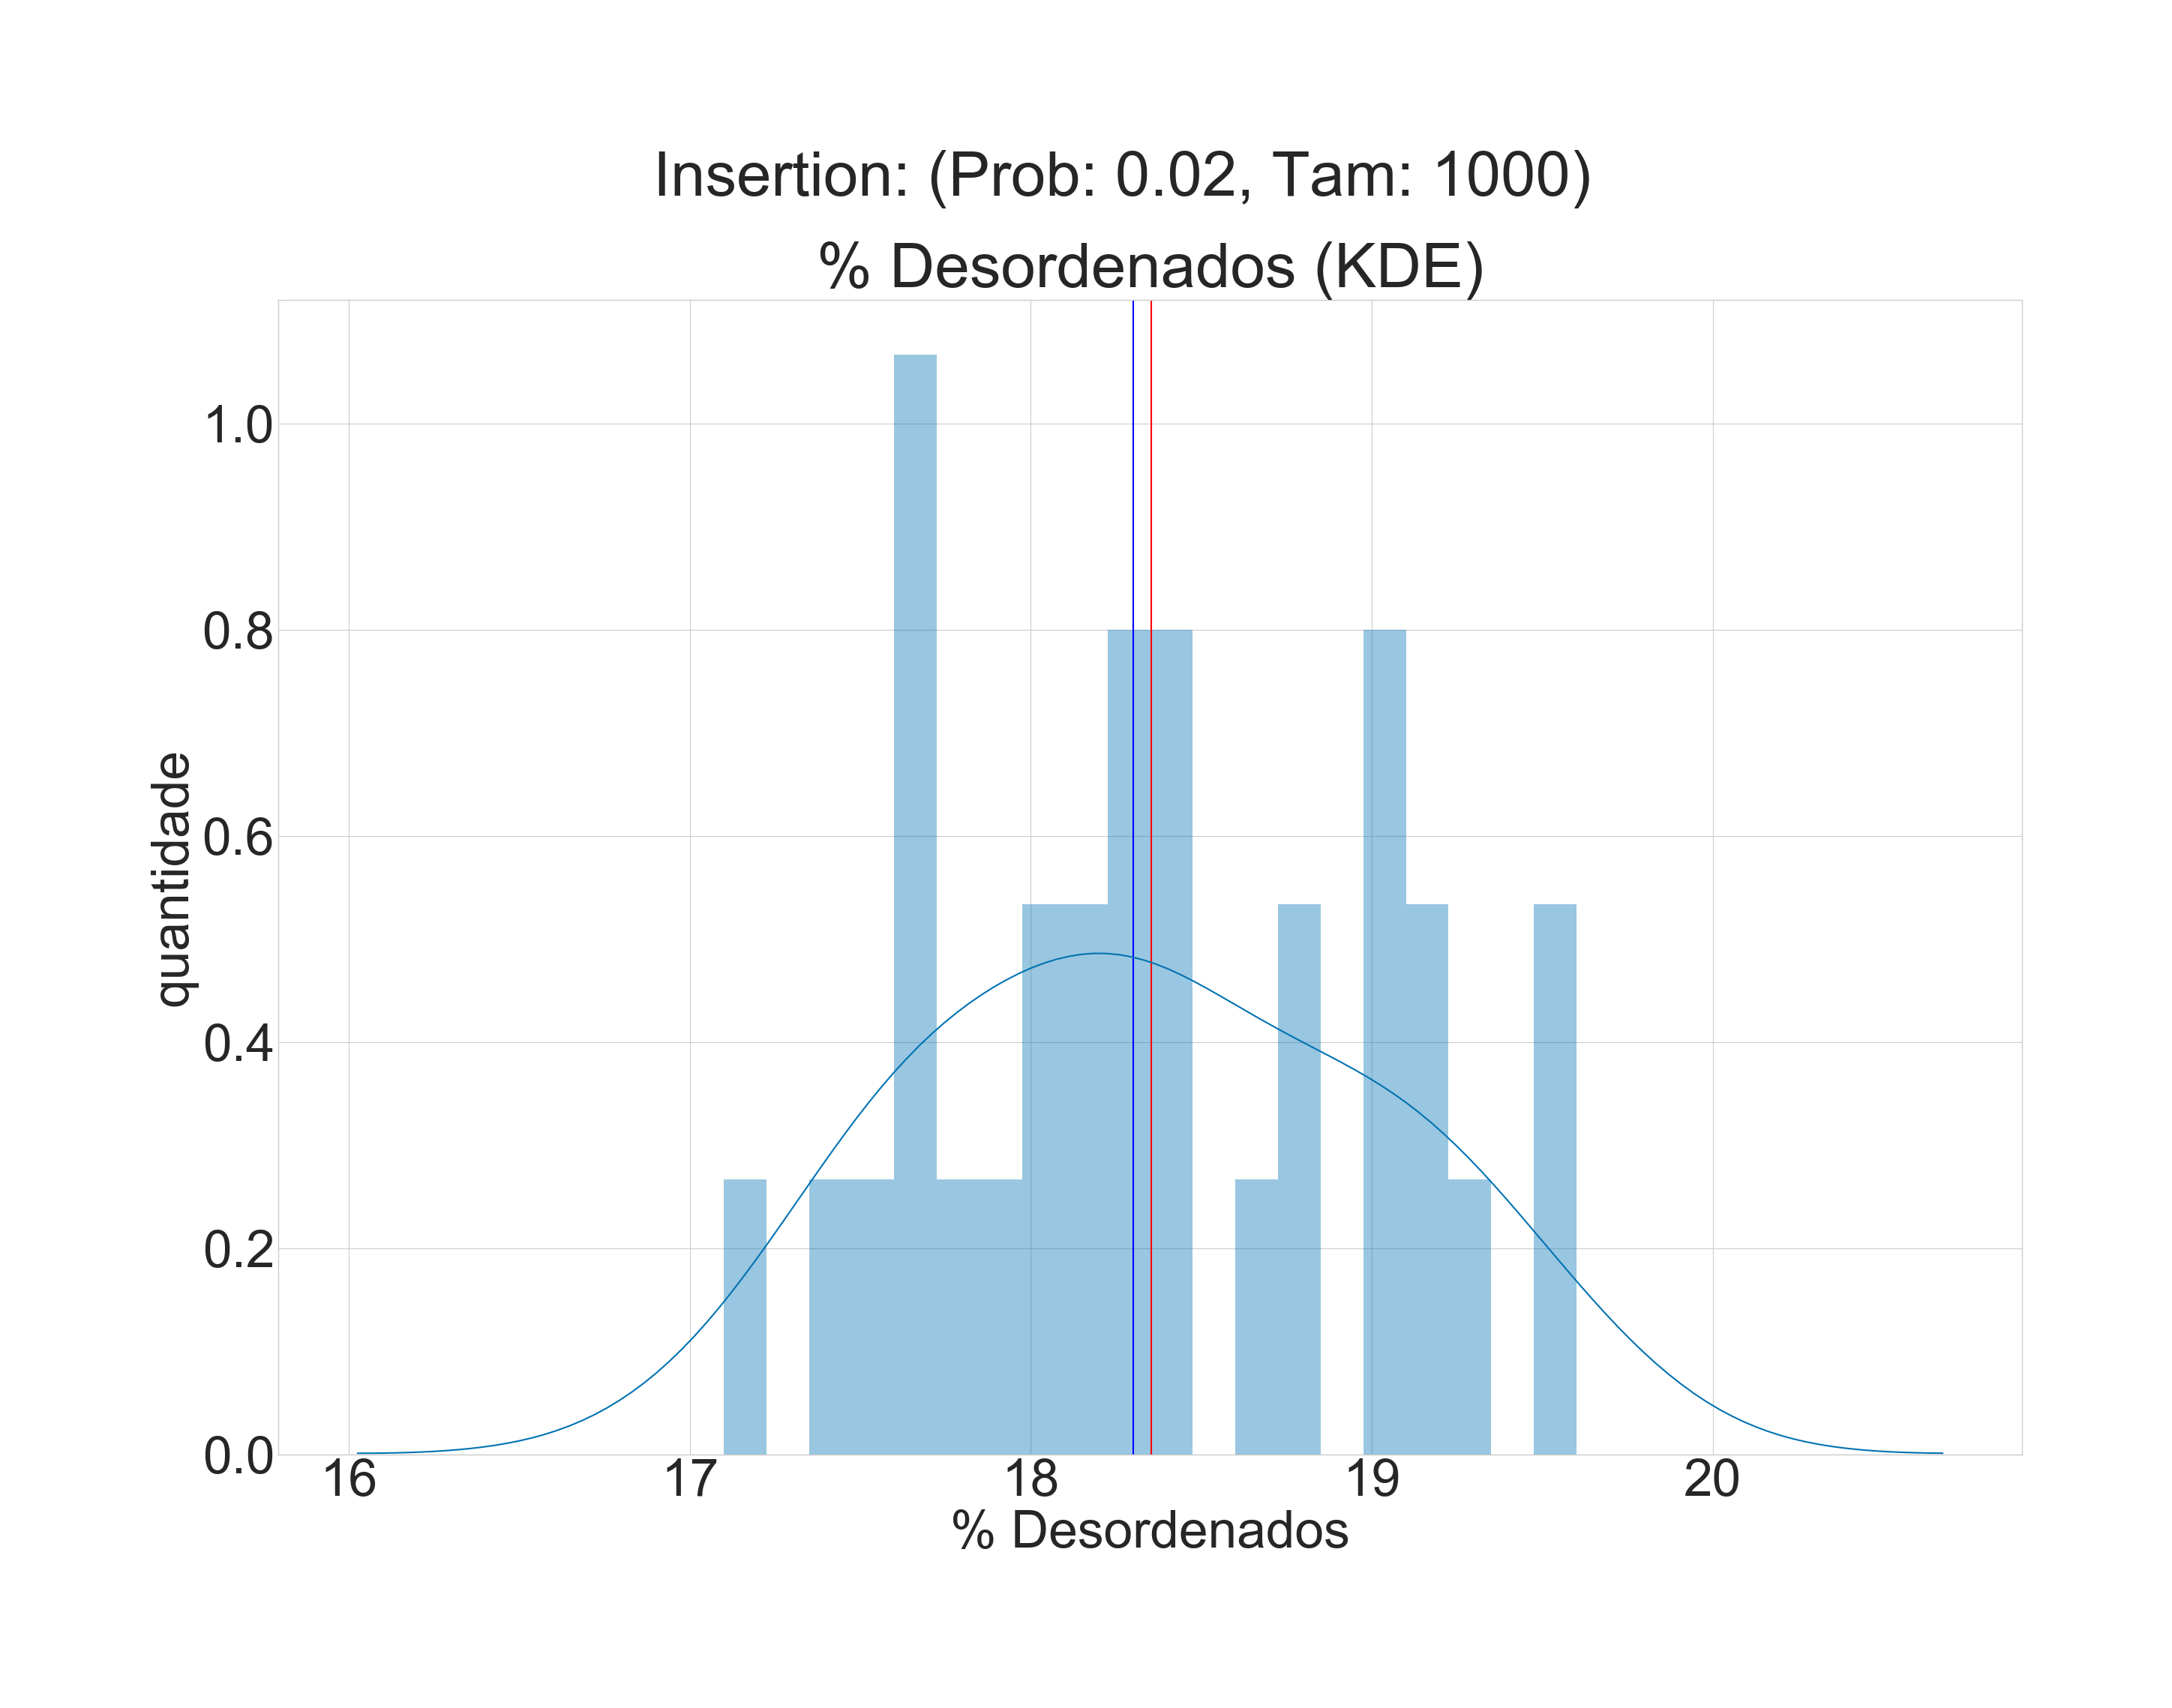 Insertion: (Prob: 0.02, Tam: 1000)
% Desordenados (KDE)
quantidade
1.0
0.8
0.6
0.4
0.2
0.0
16 17 18 19 20
% Desordenados